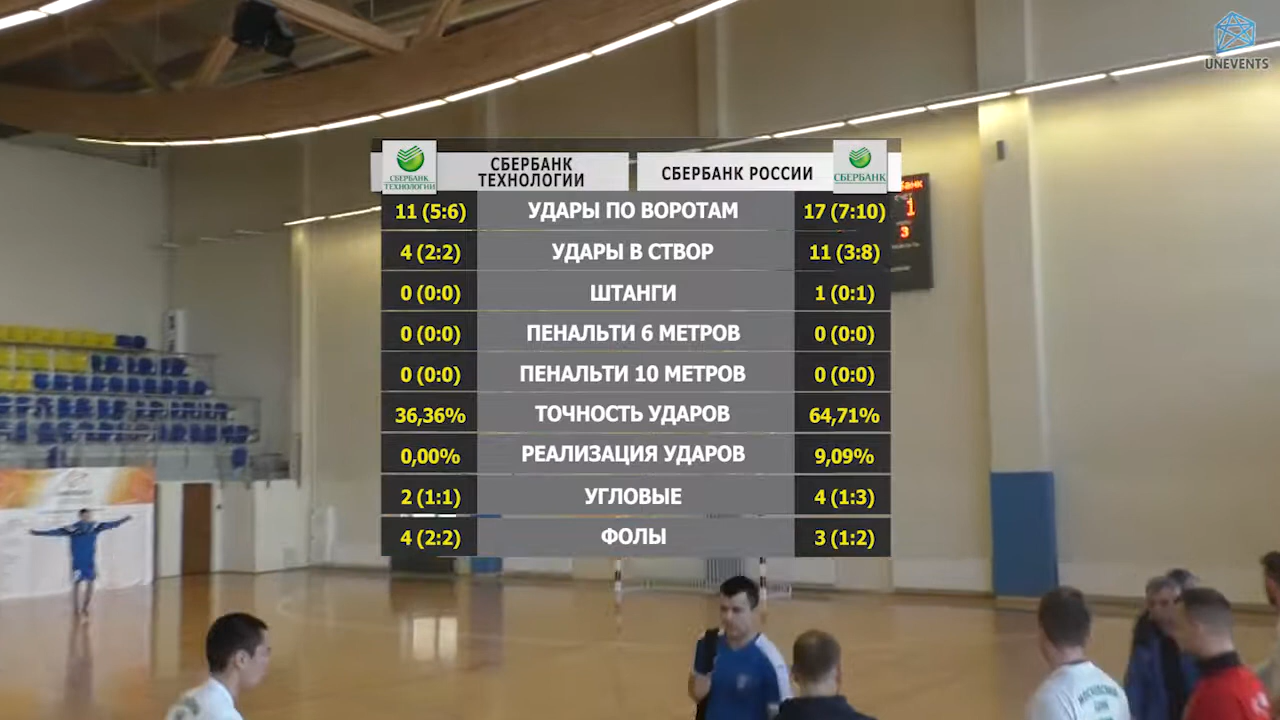 UNEVENTS
СБЕРБАНК
ТЕХНОЛОГИИ
СБЕРБАНК
ТЕХНОЛОГИИ
СБЕРБАНК РОССИИ
СБЕРБАНК
11 (5:6) УДАРЫ ПО ВОРОТАМ 17 (7:10)
4 (2:2) УДАРЫ В СТВОР 11 (3:8)
0 (0:0) ШТАНГИ 1 (0:1)
0 (0:0) ПЕНАЛЬТИ 6 МЕТРОВ 0 (0:0)
0 (0:0) ПЕНАЛЬТИ 10 МЕТРОВ 0 (0:0)
36,36% ТОЧНОСТЬ УДАРОВ 64,71%
0,00% РЕАЛИЗАЦИЯ УДАРОВ 9,09%
2 (1:1) УГЛОВЫЕ 4 (1:3)
4 (2:2) ФОЛЫ 3 (1:2)
1
3